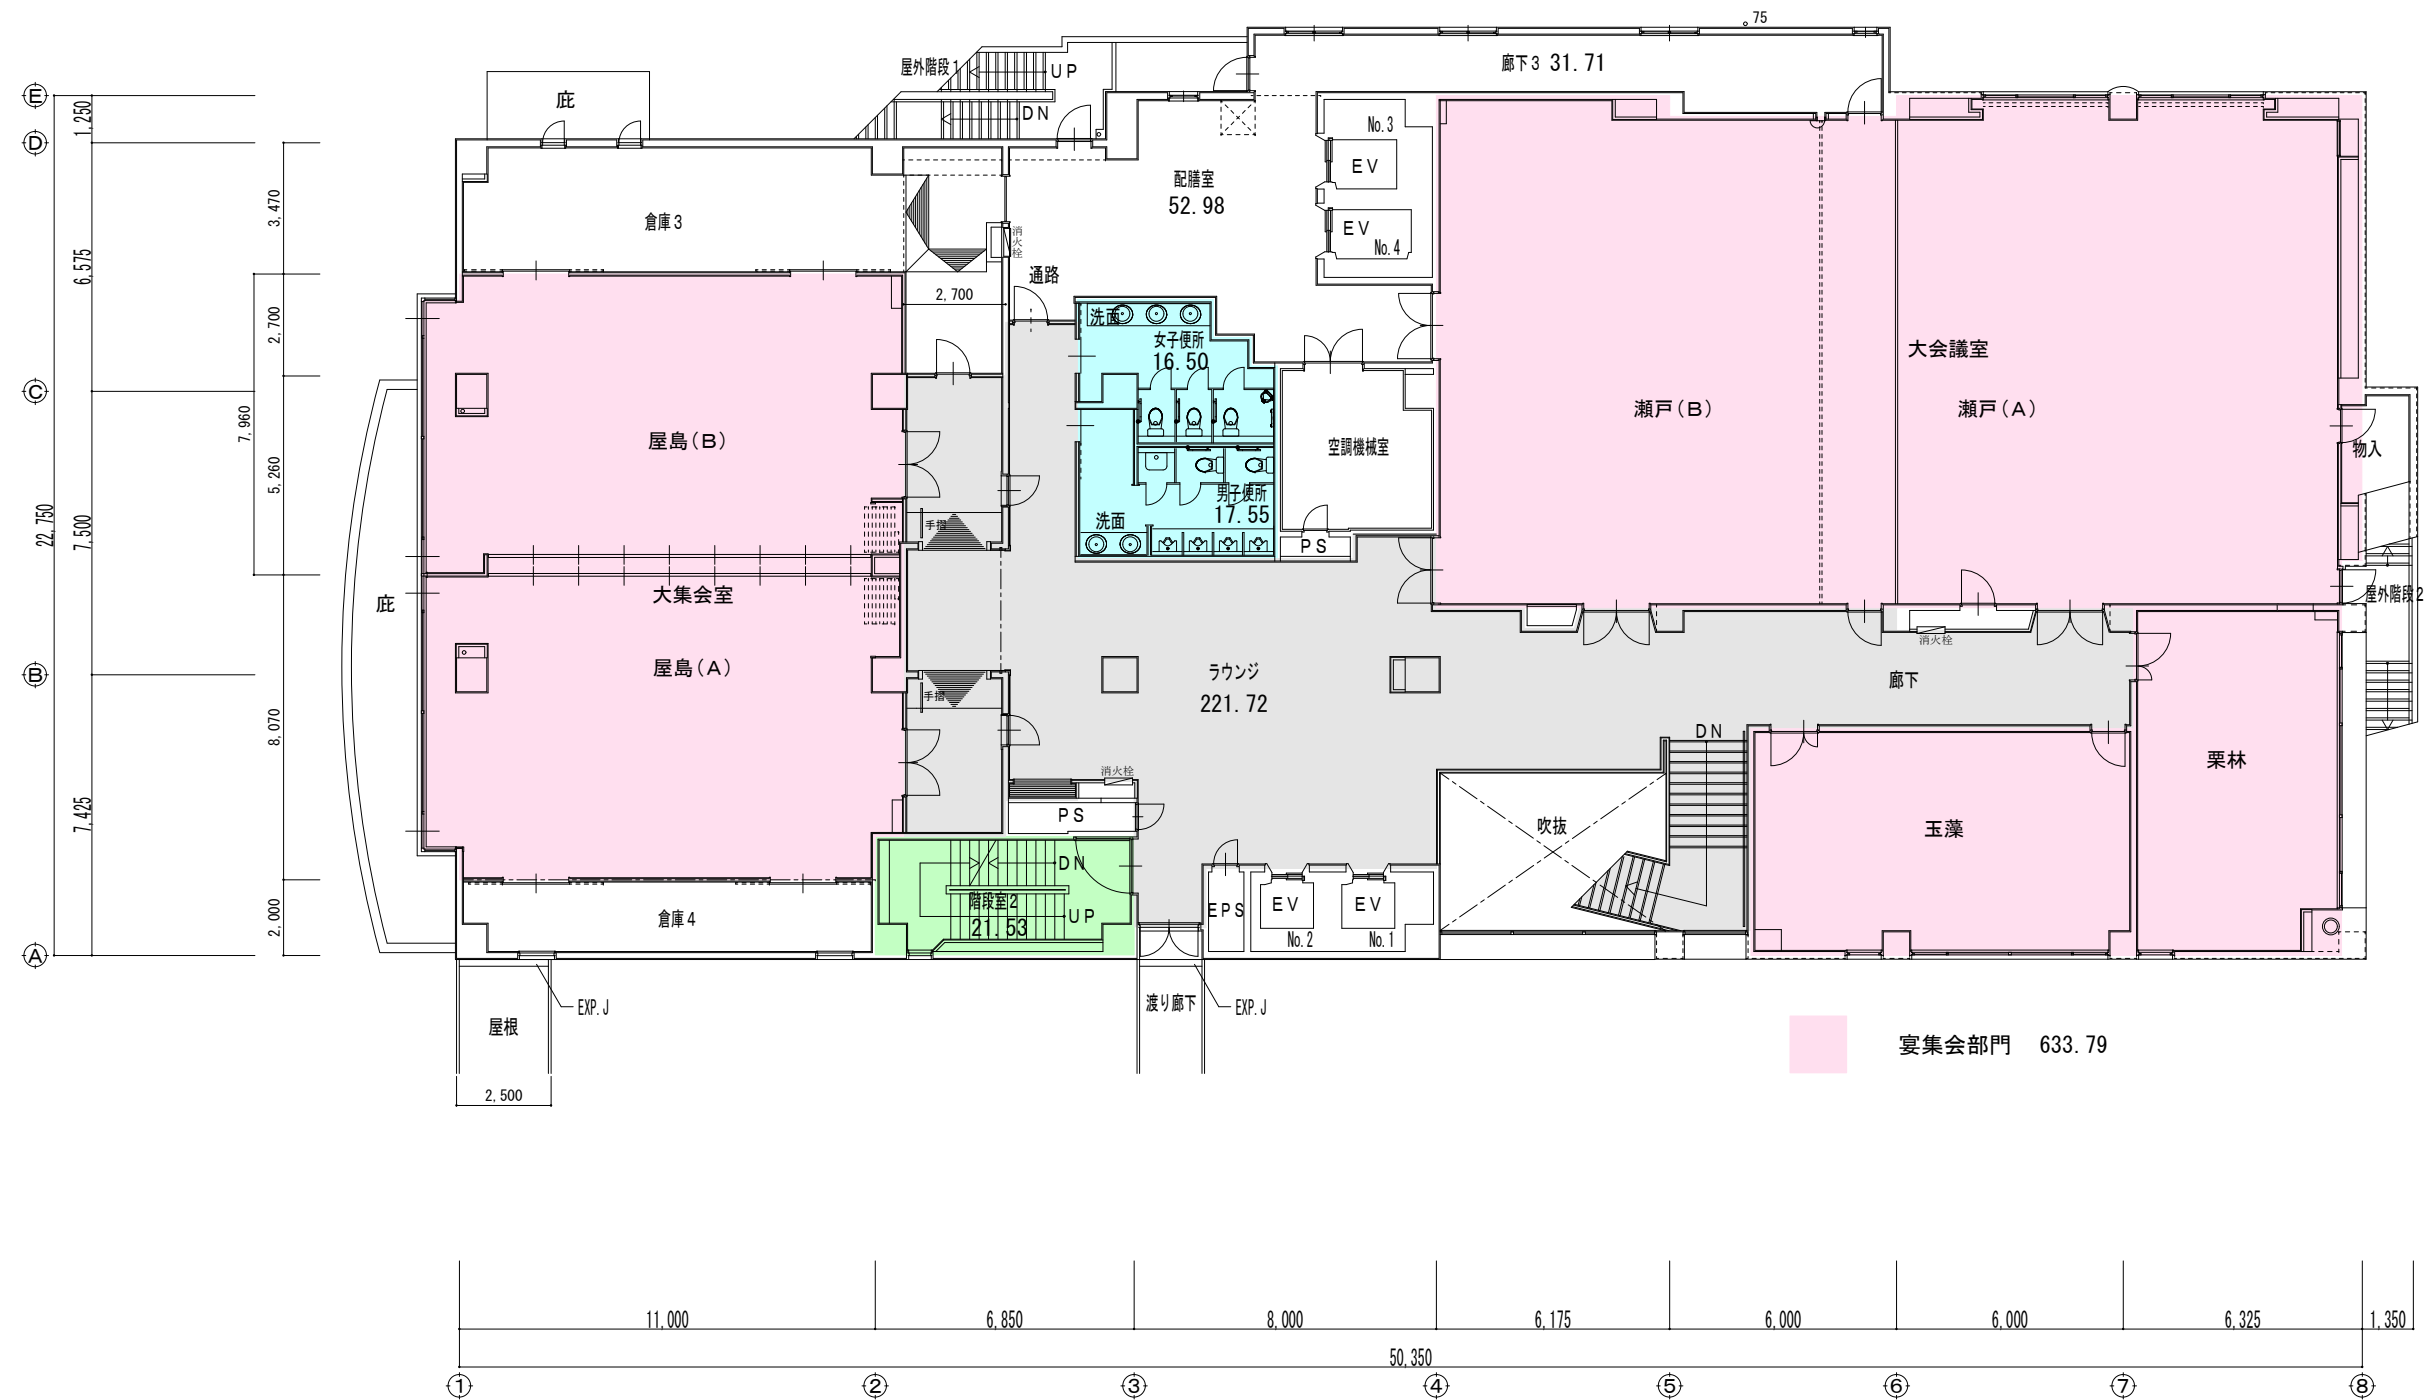 75
屋外階段1
UP
DN
廊下3 31.71
庇
No.3
EV
EV
No.4
配膳室
52.98
倉庫3
消火栓
通路
2,700
洗面
女子便所
16.50
大会議室
瀬戸(B)
瀬戸(A)
屋島(B)
空調機械室
物入
男子便所
17.55
洗面
手摺
PS
大集会室
屋島(A)
庇
屋外階段2
消火栓
手摺
ラウンジ
221.72
廊下
DN
栗林
消火栓
PS
吹抜
玉藻
DN
階段室2
UP
21.53
倉庫4
EPS
EV
EV
No.2
No.1
EXP.J
屋根
渡り廊下
EXP.J
2,500
宴集会部門 633.79
E
D
C
B
A
1,250
6,575
7,500
7,425
22,750
3,470
2,700
5,260
7,960
8,070
2,000
11,000
6,850
8,000
6,175
6,000
6,000
6,325
1,350
50,350
1
2
3
4
5
6
7
8